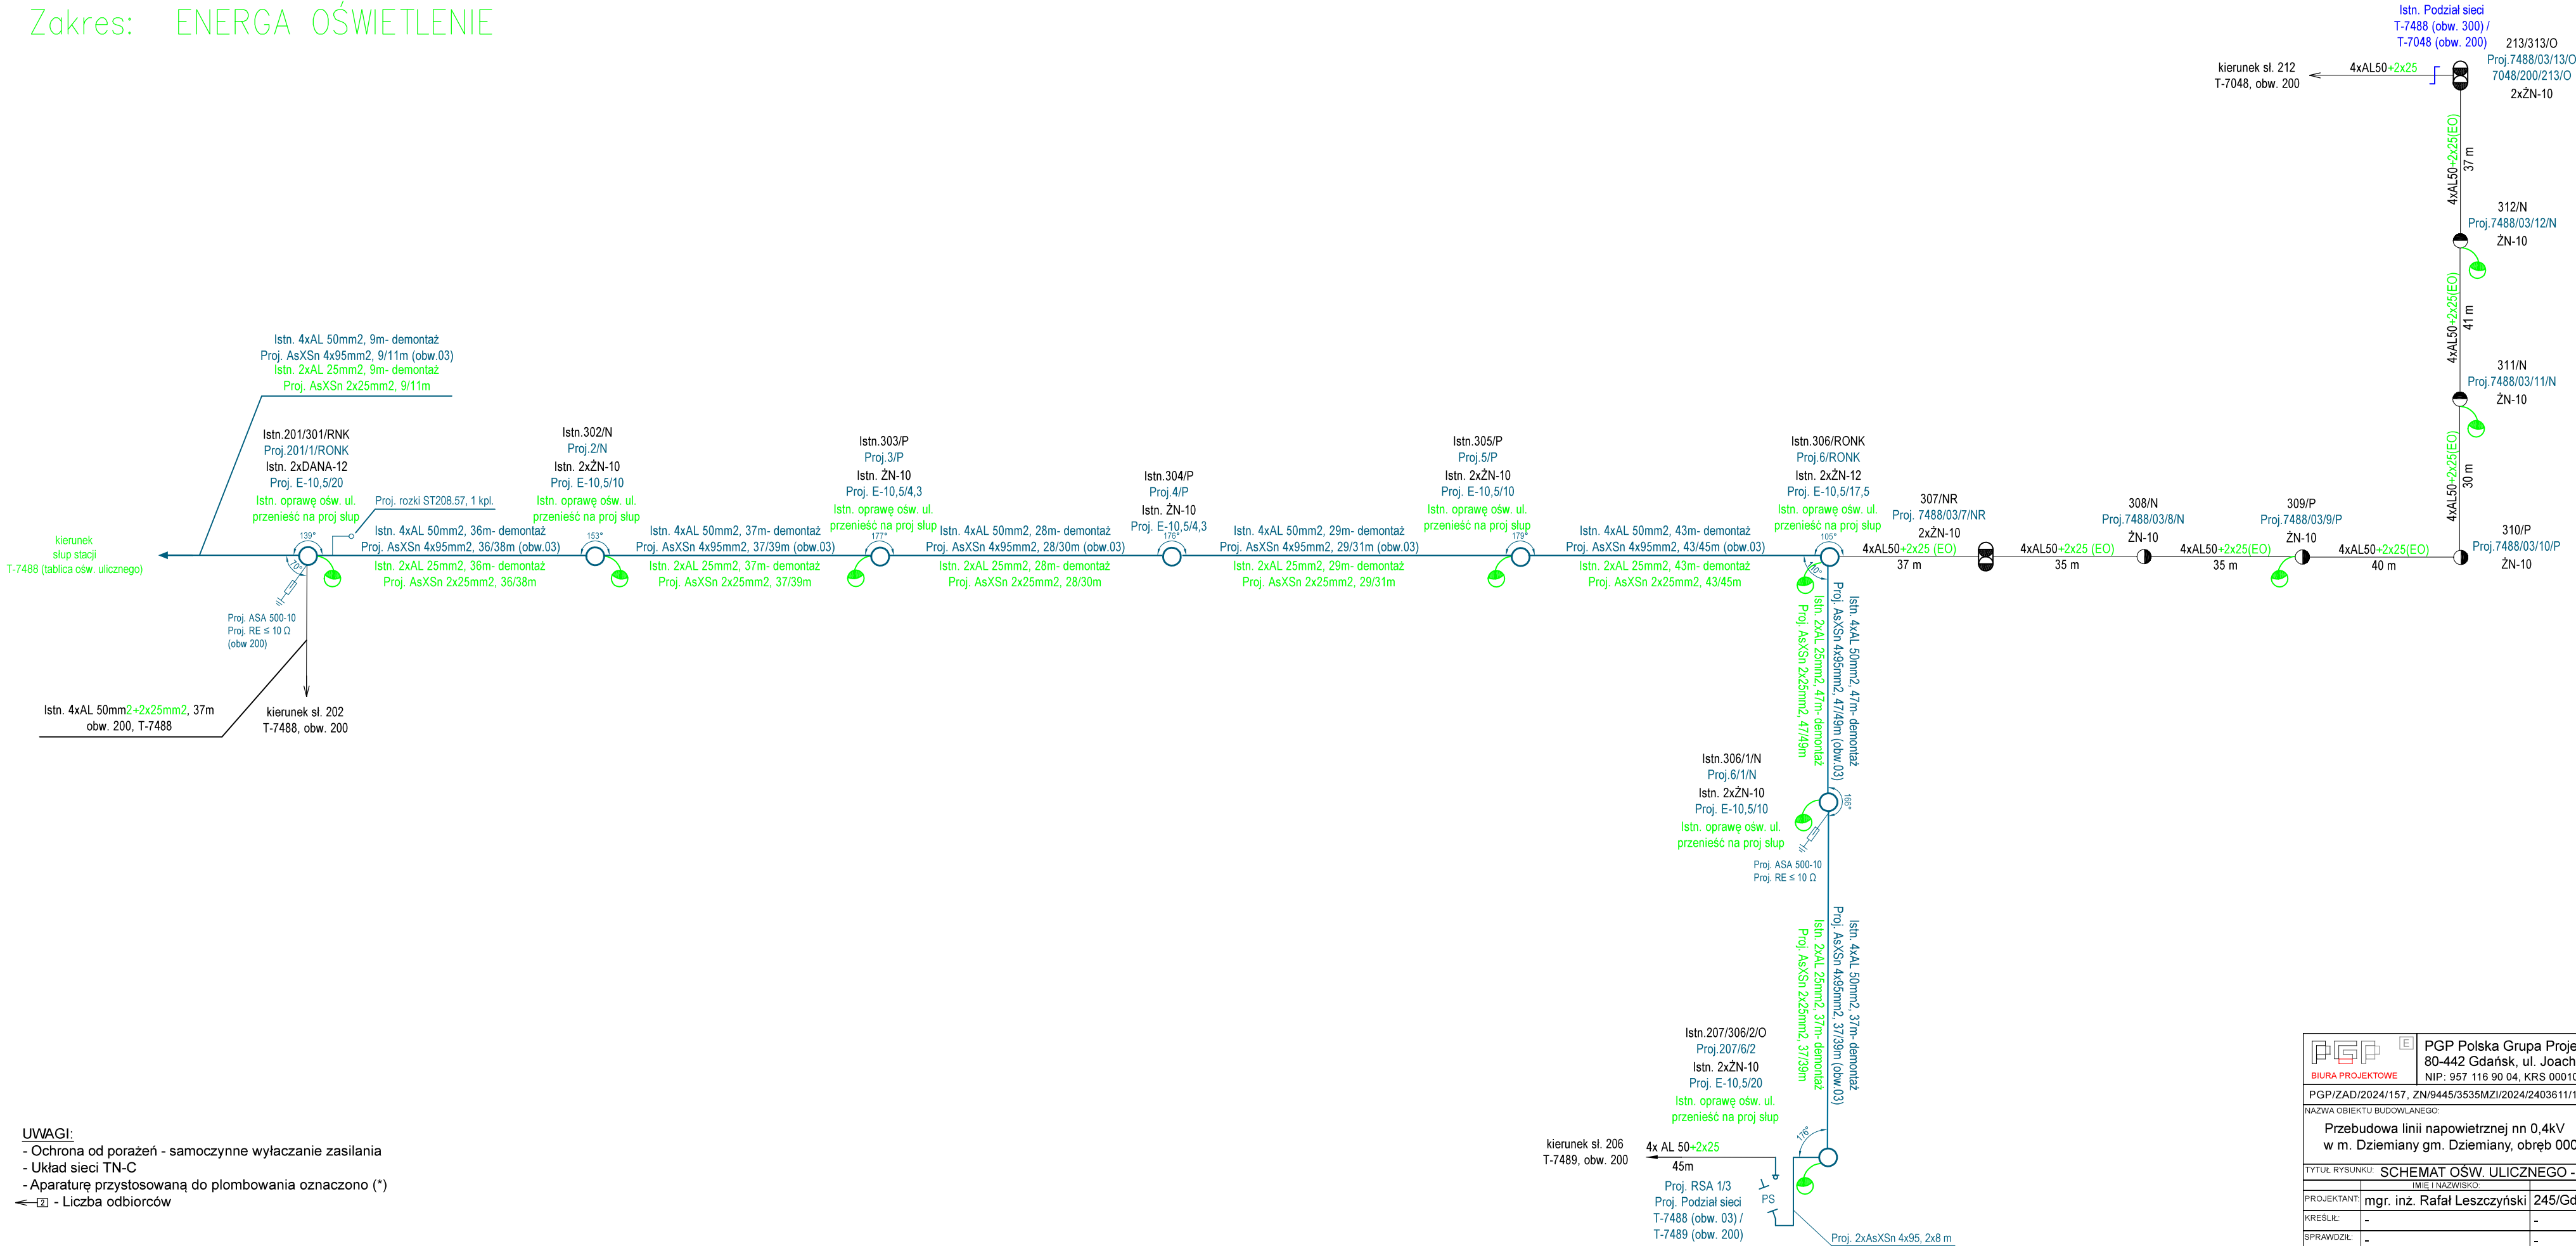 Zakres: ENERGA OŚWIETLENIE
Istn. Podział sieci
T-7488 (obw. 300) /
T-7048 (obw. 200)
213/313/O
Proj.7488/03/13/O
7048/200/213/O
2xŻN-10
kierunek sł. 212
T-7048, obw. 200
4xAL50+2x25
4xAL50+2x25(EO)
37 m
312/N
Proj.7488/03/12/N
ŻN-10
4xAL50+2x25(EO)
41 m
311/N
Proj.7488/03/11/N
ŻN-10
4xAL50+2x25(EO)
30 m
310/P
Proj.7488/03/10/P
ŻN-10
Istn. 4xAL 50mm2, 9m- demontaż
Proj. AsXSn 4x95mm2, 9/11m (obw.03)
Istn. 2xAL 25mm2, 9m- demontaż
Proj. AsXSn 2x25mm2, 9/11m
Istn.201/301/RNK
Proj.201/1/RONK
Istn. 2xDANA-12
Proj. E-10,5/20
Istn. oprawę ośw. ul.
przenieść na proj słup
139°
70°
Proj. rozki ST208.57, 1 kpl.
kierunek
słup stacji
T-7488 (tablica ośw. ulicznego)
Istn. 4xAL 50mm2, 36m- demontaż
Proj. AsXSn 4x95mm2, 36/38m (obw.03)
Istn. 2xAL 25mm2, 36m- demontaż
Proj. AsXSn 2x25mm2, 36/38m
Istn.302/N
Proj.2/N
Istn. 2xŻN-10
Proj. E-10,5/10
Istn. oprawę ośw. ul.
przenieść na proj słup
153°
Istn. 4xAL 50mm2, 37m- demontaż
Proj. AsXSn 4x95mm2, 37/39m (obw.03)
Istn. 2xAL 25mm2, 37m- demontaż
Proj. AsXSn 2x25mm2, 37/39m
Istn.303/P
Proj.3/P
Istn. ŻN-10
Proj. E-10,5/4,3
Istn. oprawę ośw. ul.
przenieść na proj słup
177°
Istn. 4xAL 50mm2, 28m- demontaż
Proj. AsXSn 4x95mm2, 28/30m (obw.03)
Istn. 2xAL 25mm2, 28m- demontaż
Proj. AsXSn 2x25mm2, 28/30m
Istn.304/P
Proj.4/P
Istn. ŻN-10
Proj. E-10,5/4,3
176°
Istn. 4xAL 50mm2, 29m- demontaż
Proj. AsXSn 4x95mm2, 29/31m (obw.03)
Istn. 2xAL 25mm2, 29m- demontaż
Proj. AsXSn 2x25mm2, 29/31m
Istn.305/P
Proj.5/P
Istn. 2xŻN-10
Proj. E-10,5/10
Istn. oprawę ośw. ul.
przenieść na proj słup
179°
Istn. 4xAL 50mm2, 43m- demontaż
Proj. AsXSn 4x95mm2, 43/45m (obw.03)
Istn. 2xAL 25mm2, 43m- demontaż
Proj. AsXSn 2x25mm2, 43/45m
Istn.306/RONK
Proj.6/RONK
Istn. 2xŻN-12
Proj. E-10,5/17,5
Istn. oprawę ośw. ul.
przenieść na proj słup
105°
4xAL50+2x25 (EO)
37 m
307/NR
Proj. 7488/03/7/NR
2xŻN-10
4xAL50+2x25 (EO)
35 m
308/N
Proj.7488/03/8/N
ŻN-10
4xAL50+2x25(EO)
35 m
309/P
Proj.7488/03/9/P
ŻN-10
4xAL50+2x25(EO)
40 m
Proj. ASA 500-10
Proj. RE ≤ 10 Ω
(obw 200)
Istn. 4xAL 50mm2+2x25mm2, 37m
obw. 200, T-7488
kierunek sł. 202
T-7488, obw. 200
Istn. 4xAL 50mm2, 47m- demontaż
Proj. AsXSn 4x95mm2, 47/49m (obw.03)
Istn. 2xAL 25mm2, 47m- demontaż
Proj. AsXSn 2x25mm2, 47/49m
Istn.306/1/N
Proj.6/1/N
Istn. 2xŻN-10
Proj. E-10,5/10
Istn. oprawę ośw. ul.
przenieść na proj słup
166°
Proj. ASA 500-10
Proj. RE ≤ 10 Ω
Istn. 4xAL 50mm2, 37m- demontaż
Proj. AsXSn 4x95mm2, 37/39m (obw.03)
Istn. 2xAL 25mm2, 37m- demontaż
Proj. AsXSn 2x25mm2, 37/39m
Istn.207/306/2/O
Proj.207/6/2
Istn. 2xŻN-10
Proj. E-10,5/20
Istn. oprawę ośw. ul.
przenieść na proj słup
176°
kierunek sł. 206
T-7489, obw. 200
4x AL 50+2x25
45m
Proj. RSA 1/3
Proj. Podział sieci
T-7488 (obw. 03) /
T-7489 (obw. 200)
PS
Proj. 2xAsXSn 4x95, 2x8 m
UWAGI:
- Ochrona od porażeń - samoczynne wyłaczanie zasilania
- Układ sieci TN-C
- Aparaturę przystosowaną do plombowania oznaczono (*)
2 - Liczba odbiorców
PGP E
BIURA PROJEKTOWE
PGP Polska Grupa Proje
80-442 Gdańsk, ul. Joach
NIP: 957 116 90 04, KRS 00010
PGP/ZAD/2024/157, ZN/9445/3535MZI/2024/2403611/1
NAZWA OBIEKTU BUDOWLANEGO:
Przebudowa linii napowietrznej nn 0,4kV
w m. Dziemiany gm. Dziemiany, obręb 000
TYTUŁ RYSUNKU: SCHEMAT OŚW. ULICZNEGO -
IMIĘ I NAZWISKO:
PROJEKTANT: mgr. inż. Rafał Leszczyński 245/Gd
KREŚLIŁ: - -
SPRAWDZIŁ: - -